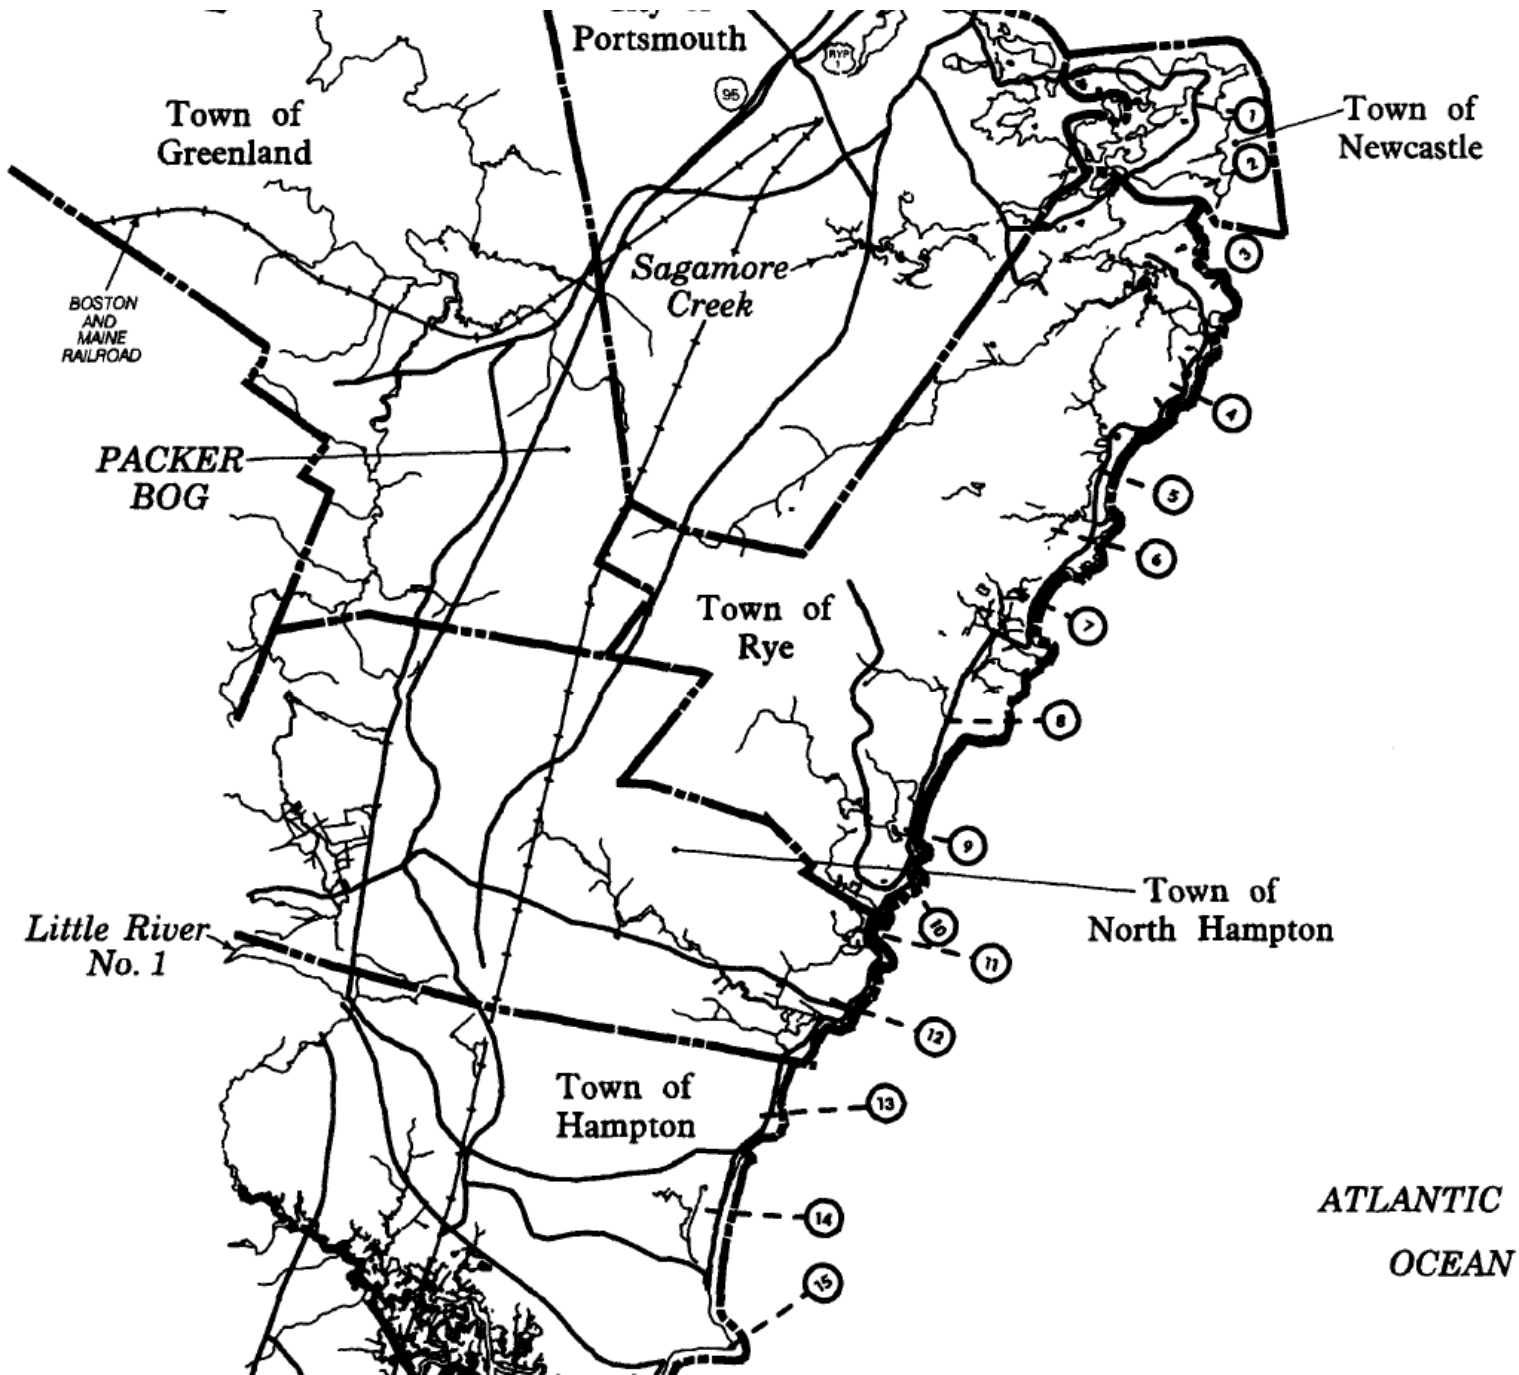 Portsmouth
BYP
1
95
Town of
Greenland
Town of
Newcastle
1
2
3
Sagamore
Creek
BOSTON
AND
MAINE
RAILROAD
4
PACKER
BOG
5
6
Town of
Rye
7
8
9
Town of
North Hampton
10
11
Little River
No. 1
12
Town of
Hampton
13
14
ATLANTIC
OCEAN
15